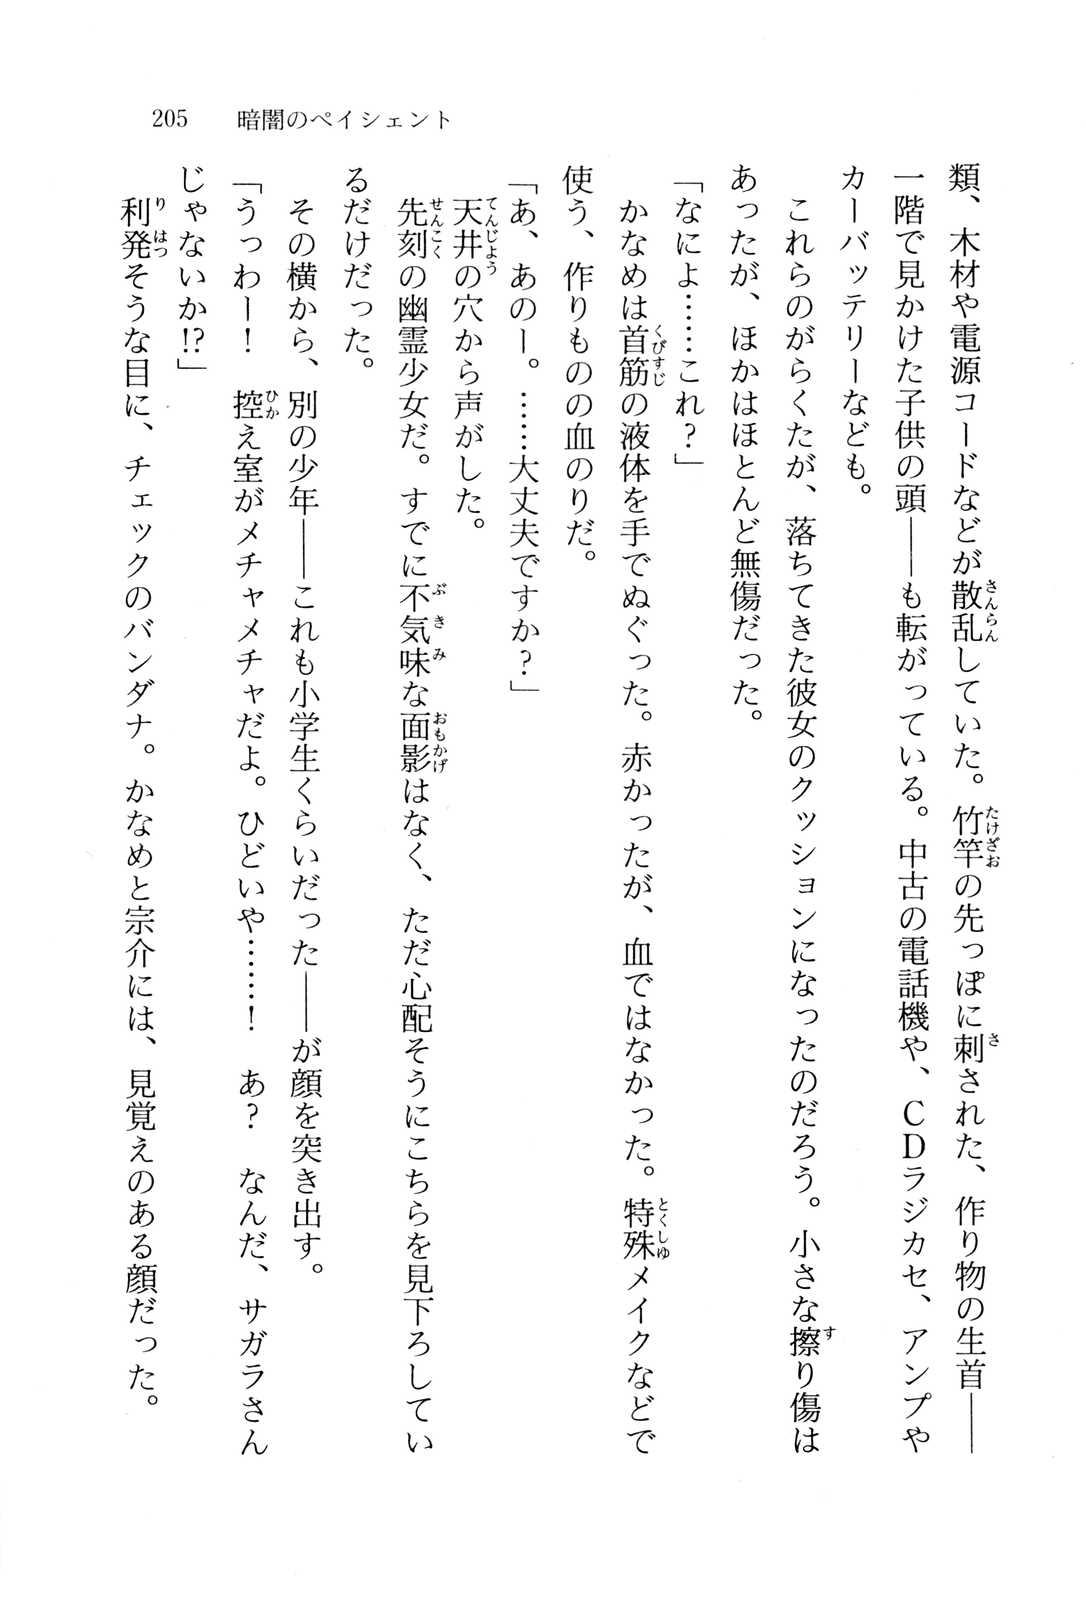 205　暗闇のペイシェント
類、木材や電源コードなどが散乱していた。竹竿の先っぽに刺された、作り物の生首――
一階で見かけた子供の頭――も転がっている。中古の電話機や、CDラジカセ、アンプや
カーバッテリーなども。
　これらのがらくたが、落ちてきた彼女のクッションになったのだろう。小さな擦り傷は
あったが、ほかはほとんど無傷だった。
「なによ……これ？」
　かなめは首筋の液体を手でぬぐった。赤かったが、血ではなかった。特殊メイクなどで
使う、作りものの血のりだ。
「あ、あのー。……大丈夫ですか？」
　天井の穴から声がした。
　先刻の幽霊少女だ。すでに不気味な面影はなく、ただ心配そうにこちらを見下ろしてい
るだけだった。
　その横から、別の少年――これも小学生くらいだった――が顔を突き出す。
「うっわー！　控え室がメチャメチャだよ。ひどいや……！　あ？　なんだ、サガラさん
じゃないか!?」
　利発そうな目に、チェックのバンダナ。かなめと宗介には、見覚えのある顔だった。